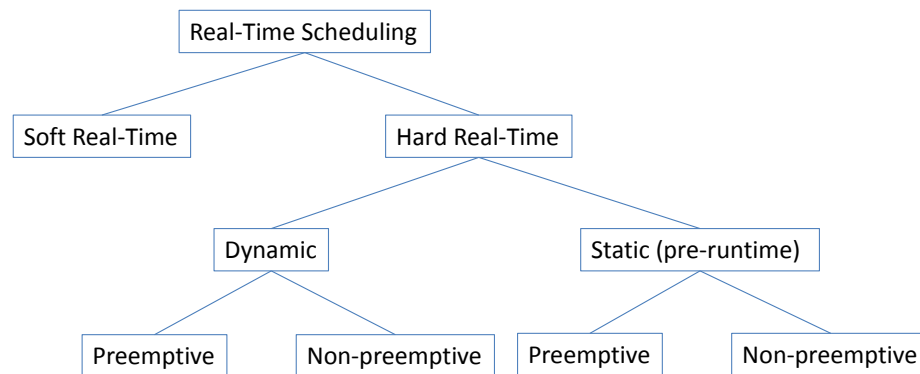 Real-Time Scheduling
Soft Real-Time
Hard Real-Time
Dynamic
Static (pre-runtime)
Preemptive
Non-preemptive
Preemptive
Non-preemptive